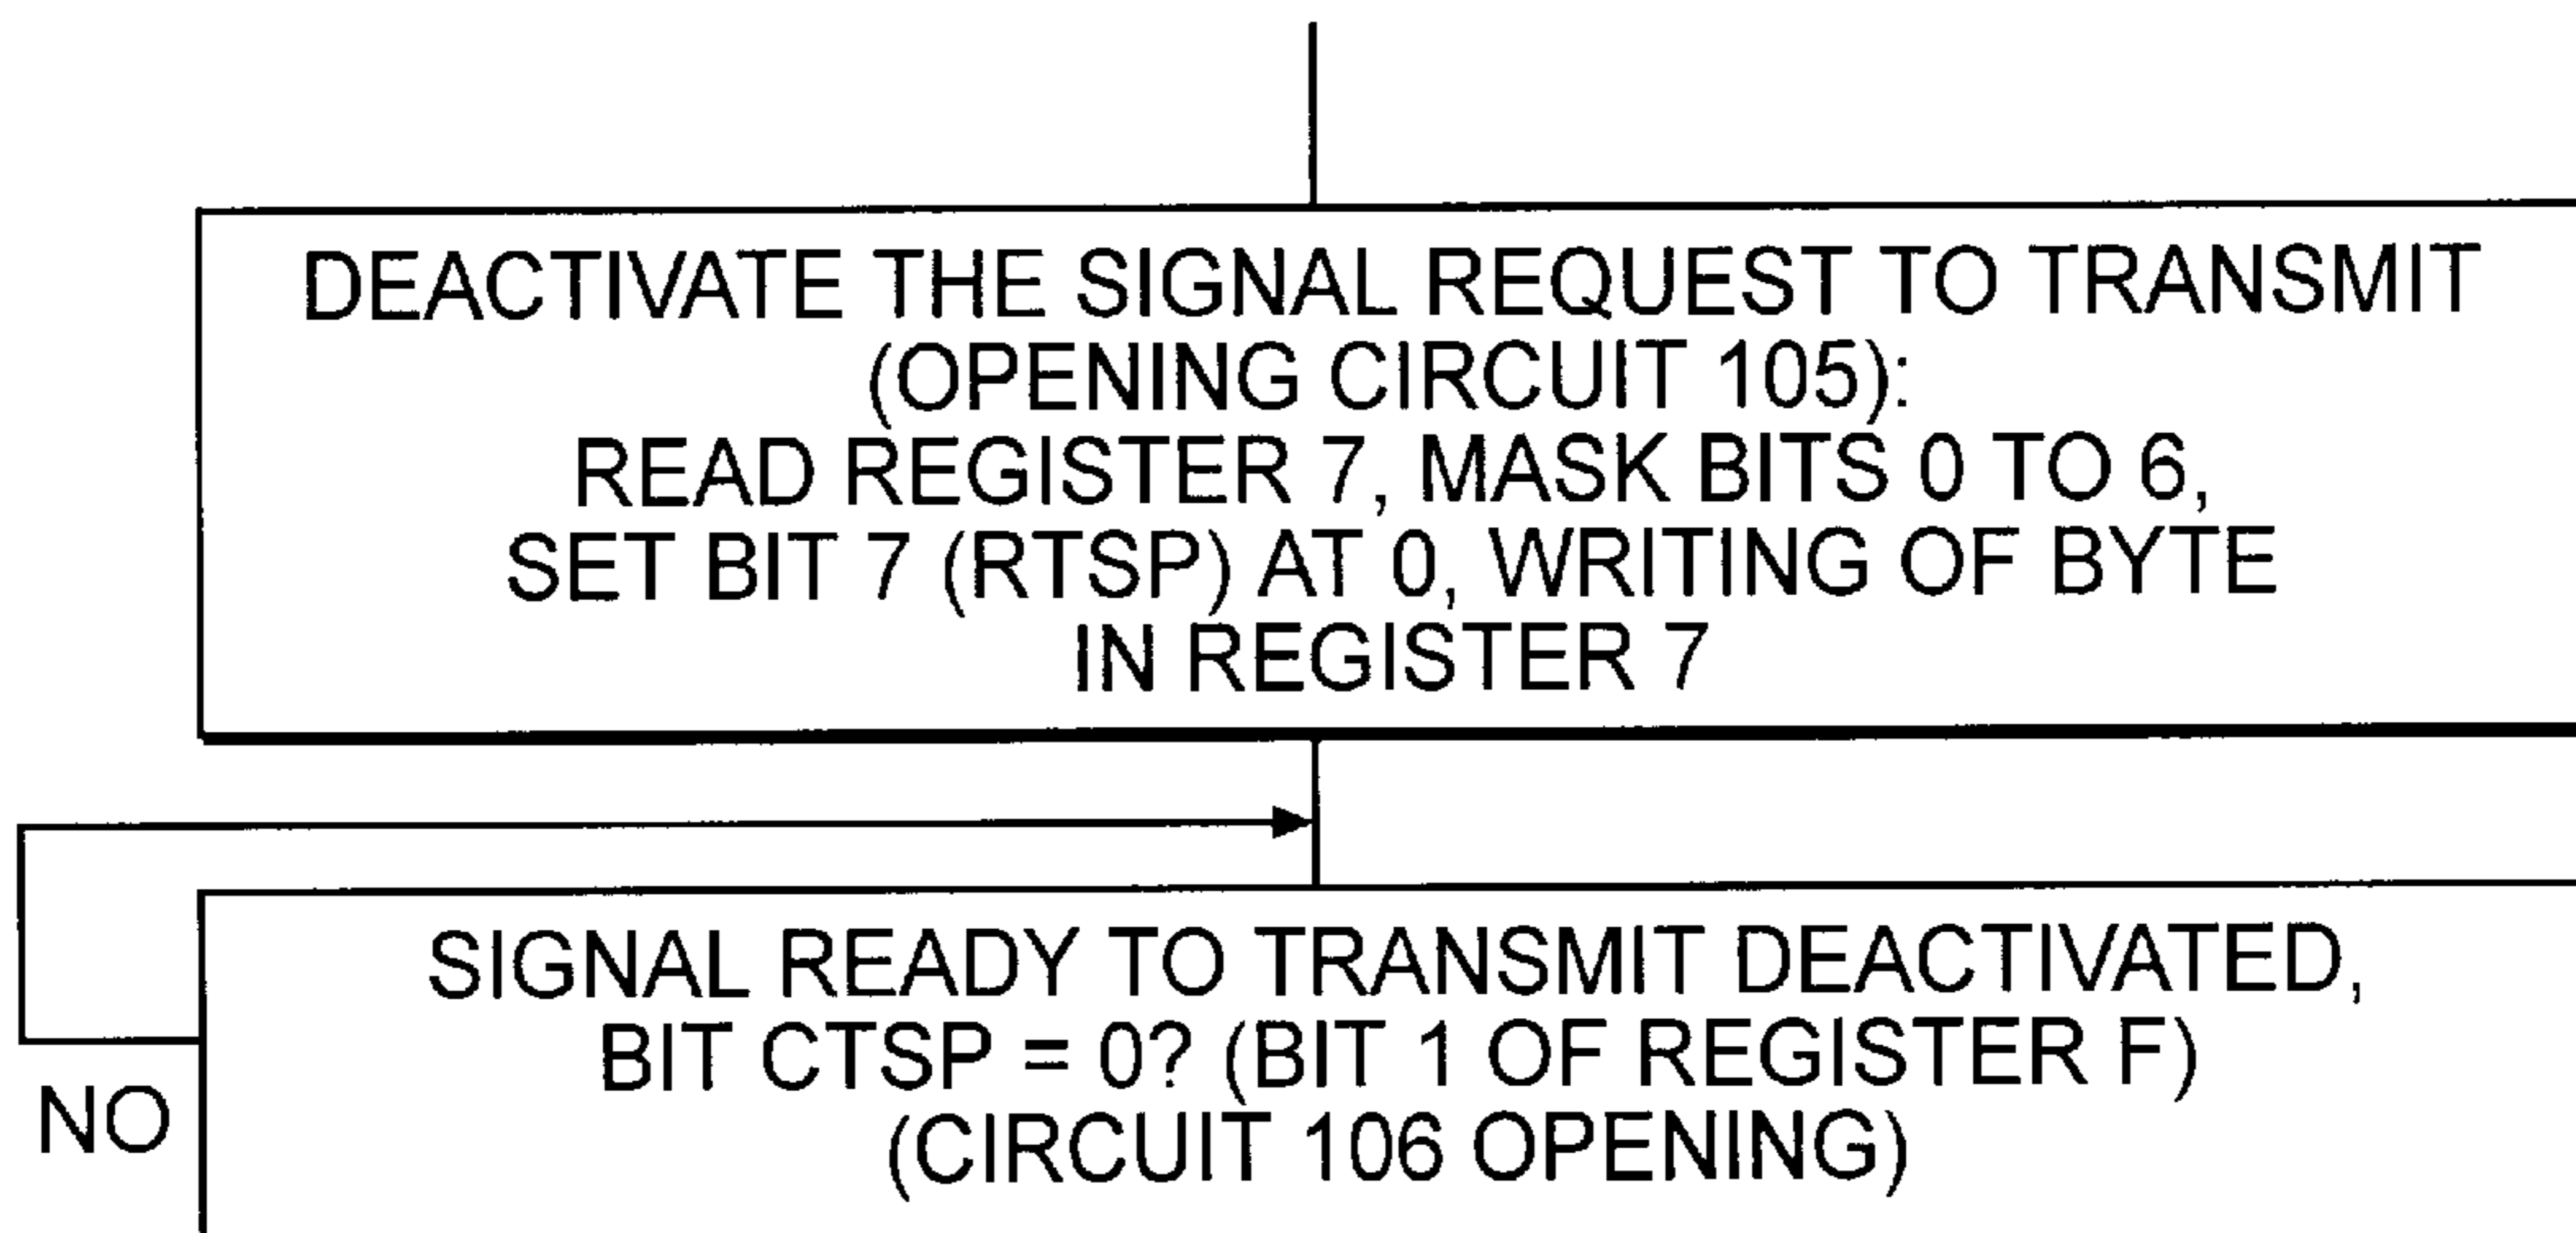 DEACTIVATE THE SIGNAL REQUEST TO TRANSMIT
(OPENING CIRCUIT 105):
READ REGISTER 7, MASK BITS 0 TO 6,
SET BIT 7 (RTSP) AT 0, WRITING OF BYTE
IN REGISTER 7
SIGNAL READY TO TRANSMIT DEACTIVATED,
BIT CTSP = 0? (BIT 1 OF REGISTER F)
(CIRCUIT 106 OPENING)
NO